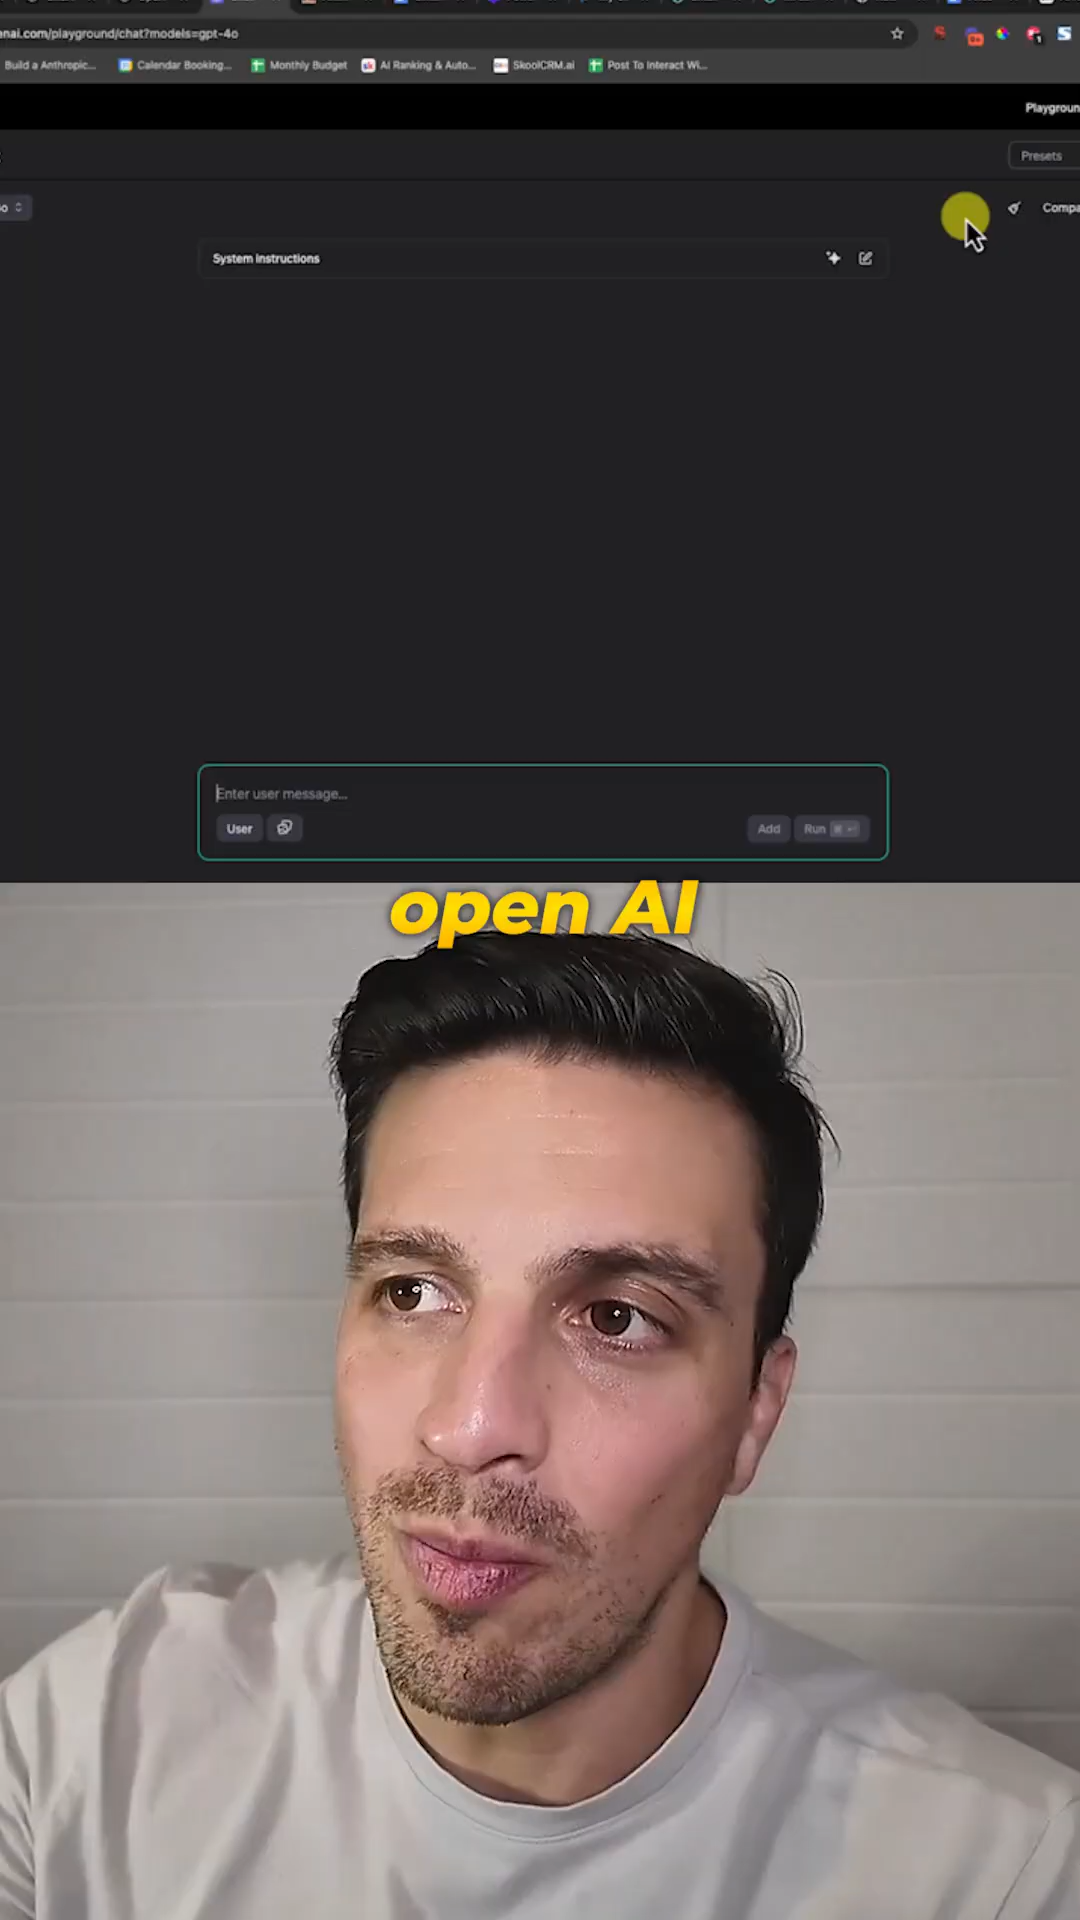 enai.com/playground/chat?models=gpt-4o
Build a Anthropic...
Calendar Booking...
Monthly Budget
AI Ranking & Auto...
SkoolCRM.ai
Post To Interact Wi...
Playgroun
Presets
Compa
System instructions
Enter user message...
User
Add
Run
open AI